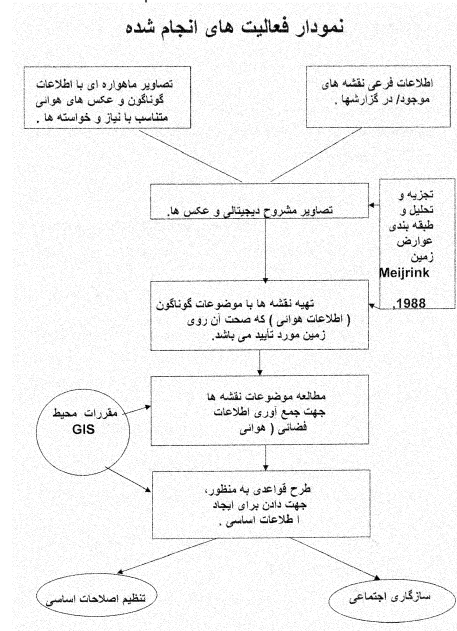 نمودار فعالیت های انجام شده
اطلاعات فرعی نقشه های
موجود/ در گزارشها .
تصاویر ماهواره ای با اطلاعات
گوناگون و عکس های هوائی
متناسب با نیاز و خواسته ها .
تصاویر مشروح دیجیتالی و عکس ها.
تجزیه و
تحلیل و
طبقه بندی
عوارض
زمین
Meijrink
1988.
تهیه نقشه ها با موضوعات گوناگون
( اطلاعات هوائی ) که صحت آن روی
زمین مورد تأیید می باشد.
مطالعه موضوعات نقشه ها
جهت جمع آوری اطلاعات
فضائی ( هوائی
مقررات محیط
GIS
طرح قواعدی به منظور،
جهت دادن برای ایجاد
ا طلاعات اساسی .
سازگاری اجتماعی
تنظیم اصلاحات اساسی